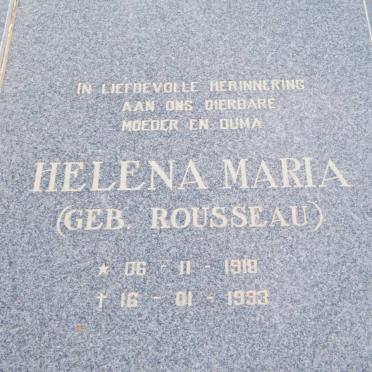 IN LIEFDEVOLLE HERINNERING
AAN ONS DIERBARE
MOEDER EN OUMA
HELENA MARIA
(GEB. ROUSSEAU)
★ 06 - 11 - 1918
† 16 - 01 - 1993